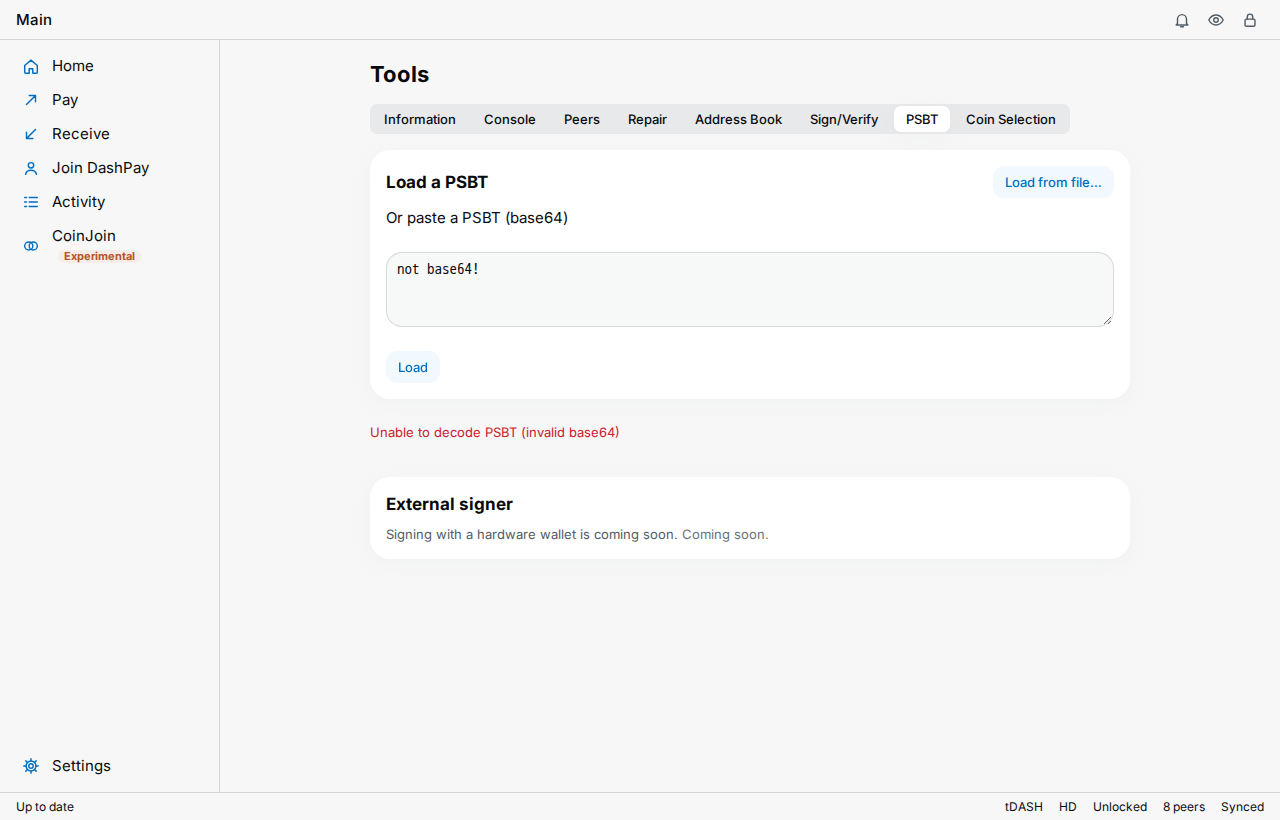 Main
Home
Pay
Receive
Join DashPay
Activity
CoinJoin
Experimental
Settings
Tools
Information Console Peers Repair Address Book Sign/Verify PSBT Coin Selection
Load a PSBT
Load from file...
Or paste a PSBT (base64)
not base64!
Load
Unable to decode PSBT (invalid base64)
External signer
Signing with a hardware wallet is coming soon. Coming soon.
Up to date
tDASH HD Unlocked 8 peers Synced